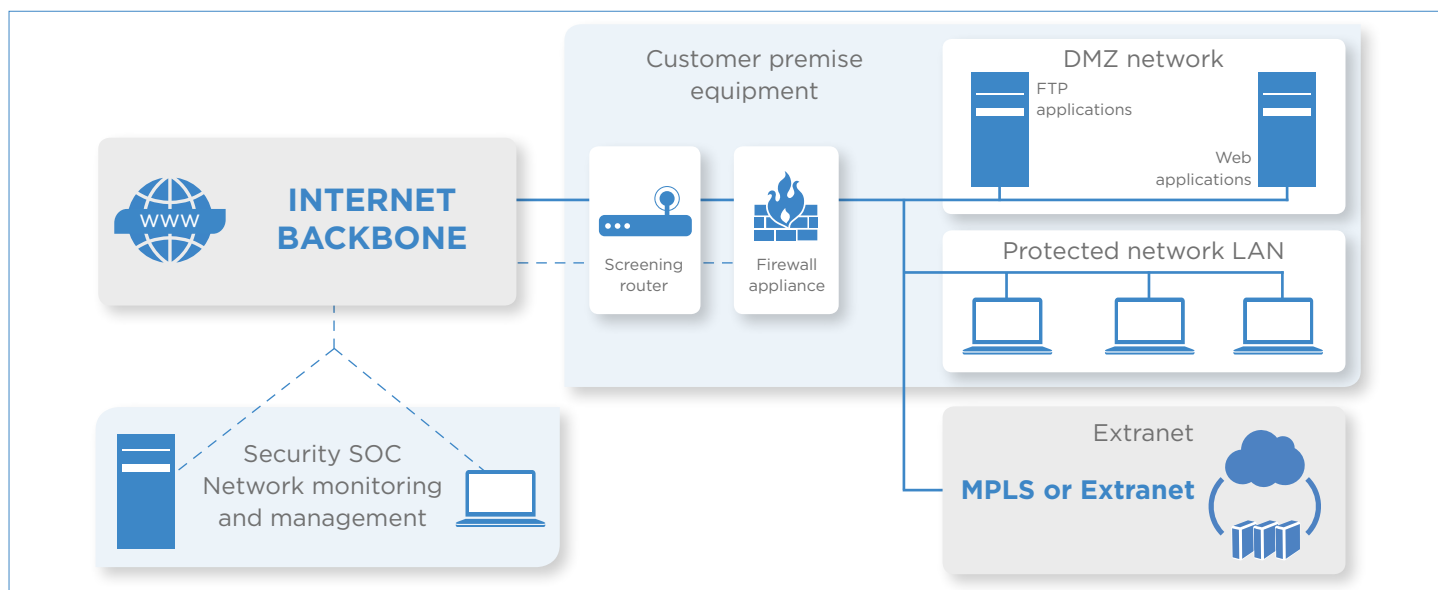 Customer premise
equipment
DMZ network
FTP
applications
Web
applications
WWW
INTERNET
BACKBONE
Screening
router
Firewall
appliance
Protected network LAN
Security SOC
Network monitoring
and management
Extranet
MPLS or Extranet